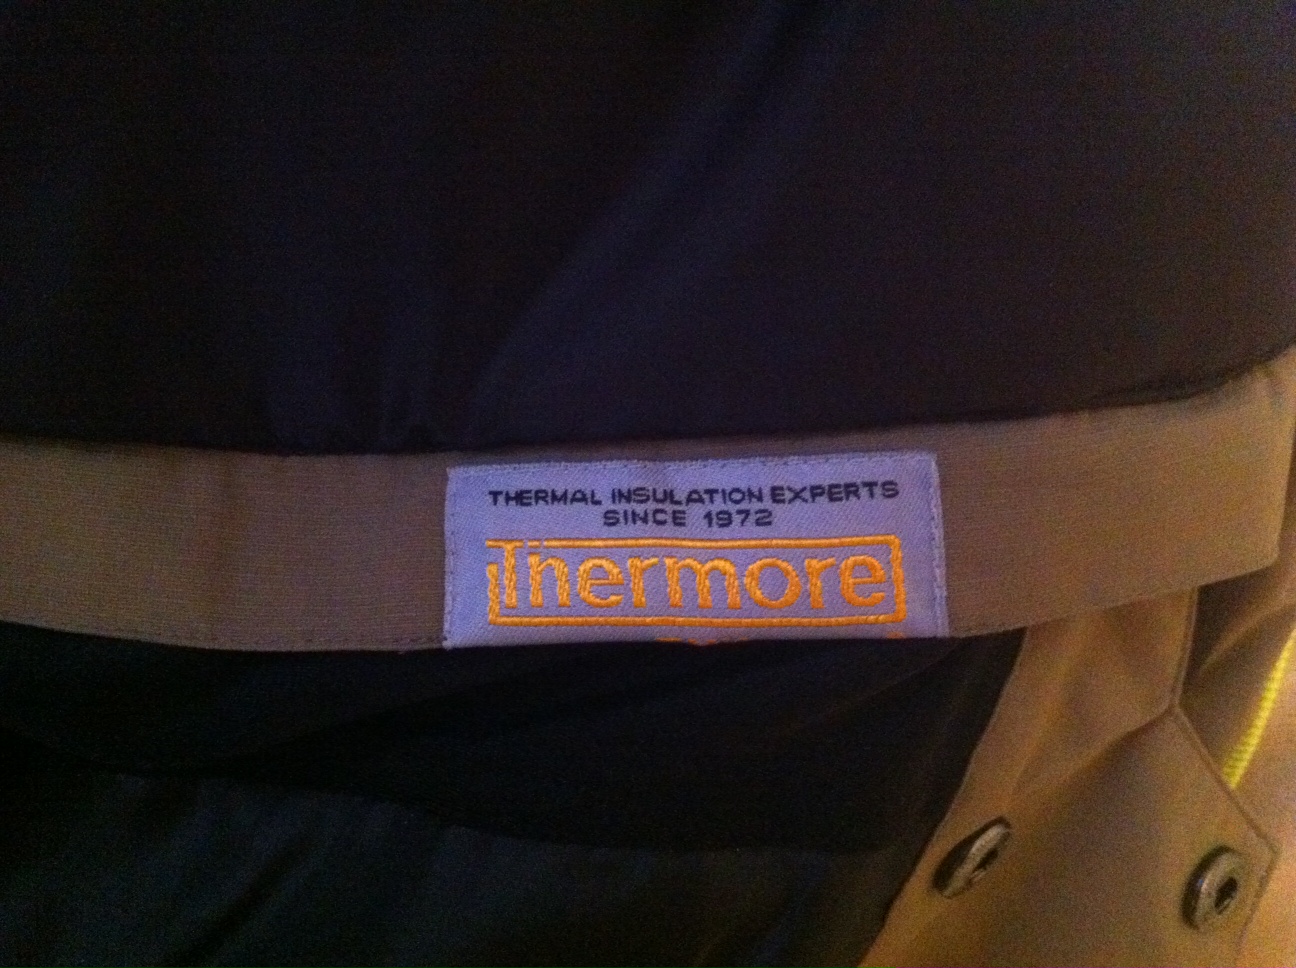 THERMAL INSULATION EXPERTS
SINCE 1972
Thermore